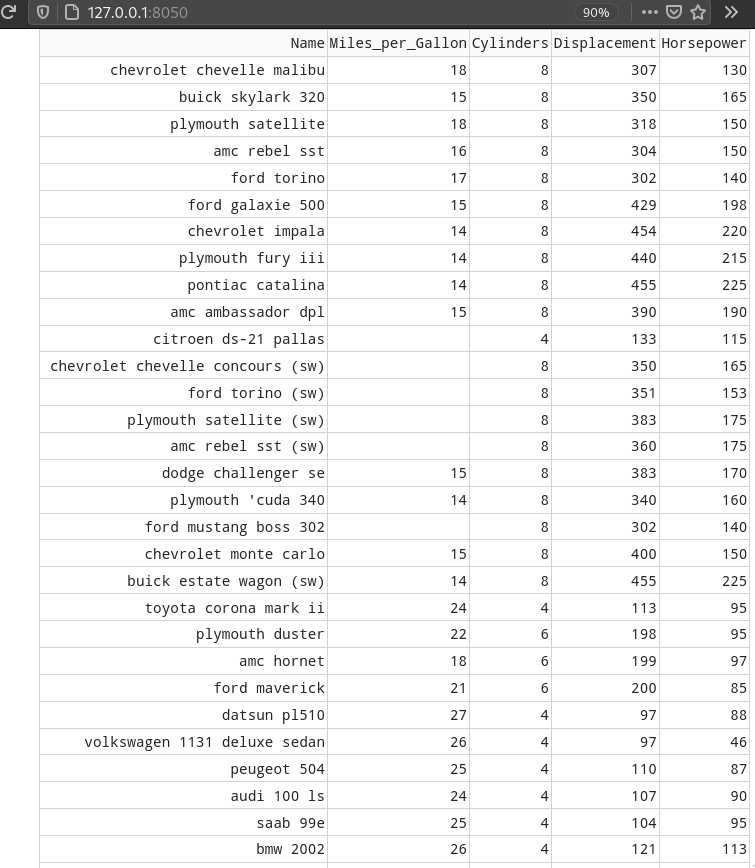 127.0.0.1:8050 90%
Name Miles_per_Gallon Cylinders Displacement Horsepower
chevrolet chevelle malibu 18 8 307 130
buick skylark 320 15 8 350 165
plymouth satellite 18 8 318 150
amc rebel sst 16 8 304 150
ford torino 17 8 302 140
ford galaxie 500 15 8 429 198
chevrolet impala 14 8 454 220
plymouth fury iii 14 8 440 215
pontiac catalina 14 8 455 225
amc ambassador dpl 15 8 390 190
citroen ds-21 pallas 4 133 115
chevrolet chevelle concours (sw) 8 350 165
ford torino (sw) 8 351 153
plymouth satellite (sw) 8 383 175
amc rebel sst (sw) 8 360 175
dodge challenger se 15 8 383 170
plymouth 'cuda 340 14 8 340 160
ford mustang boss 302 8 302 140
chevrolet monte carlo 15 8 400 150
buick estate wagon (sw) 14 8 455 225
toyota corona mark ii 24 4 113 95
plymouth duster 22 6 198 95
amc hornet 18 6 199 97
ford maverick 21 6 200 85
datsun pl510 27 4 97 88
volkswagen 1131 deluxe sedan 26 4 97 46
peugeot 504 25 4 110 87
audi 100 ls 24 4 107 90
saab 99e 25 4 104 95
bmw 2002 26 4 121 113